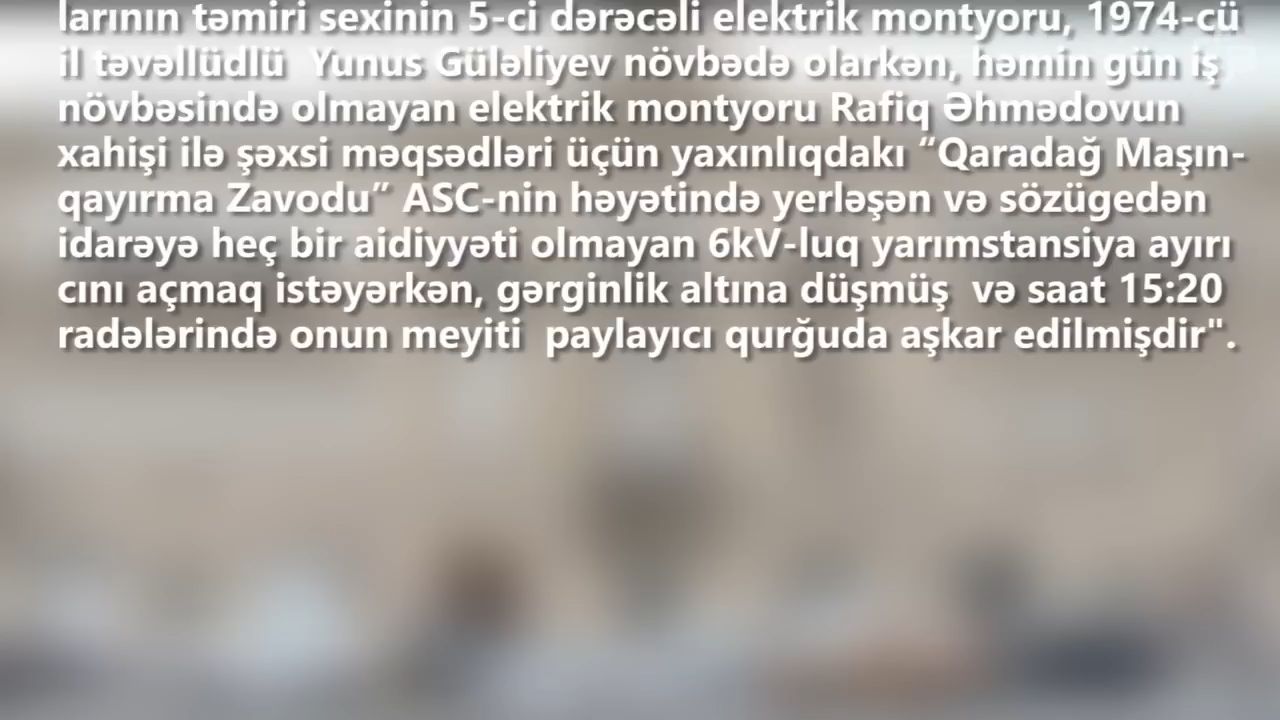 larının təmiri sexinin 5-ci dərəcəli elektrik montyoru, 1974-cü
il təvəllüdlü  Yunus Güləliyev növbədə olarkən, həmin gün iş
növbəsində olmayan elektrik montyoru Rafiq Əhmədovun
xahişi ilə şəxsi məqsədləri üçün yaxınlıqdakı “Qaradağ Maşın-
qayırma Zavodu” ASC-nin həyətində yerləşən və sözügedən
idarəyə heç bir aidiyyəti olmayan 6kV-luq yarımstansiya ayırı
cını açmaq istəyərkən, gərginlik altına düşmüş  və saat 15:20
radələrində onun meyiti  paylayıcı qurğuda aşkar edilmişdir".